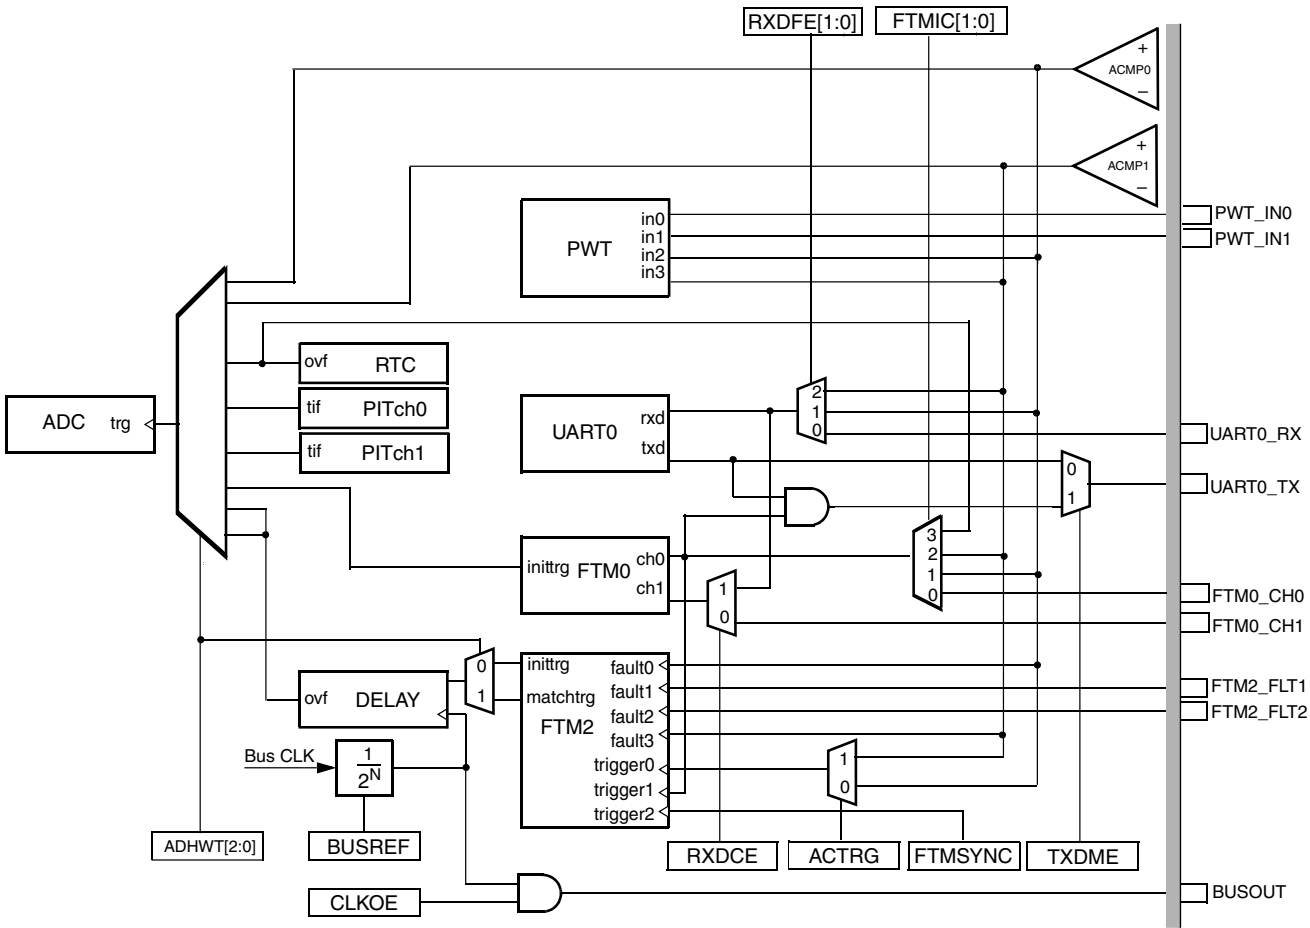 RXDFE[1:0]
FTMIC[1:0]
+
ACMP0
−
+
ACMP1
−
PWT
in0
in1
in2
in3
PWT_IN0
PWT_IN1
ovf RTC
tif PITch0
tif PITch1
ADC trg
UART0
rxd
txd
2
1
0
UART0_RX
0
1
UART0_TX
inittrg FTM0
ch0
ch1
3
2
1
0
1
0
FTM0_CH0
FTM0_CH1
0
1
ovf DELAY
inittrg
matchtrg
FTM2
fault0
fault1
fault2
fault3
trigger0
trigger1
trigger2
FTM2_FLT1
FTM2_FLT2
1
0
Bus CLK
1
2N
ADHWT[2:0]
BUSREF
RXDCE
ACTRG
FTMSYNC
TXDME
CLKOE
BUSOUT